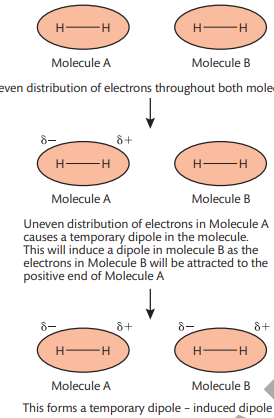 H H H H
Molecule A Molecule B
even distribution of electrons throughout both
δ− δ+
H H H H
Molecule A Molecule B
Uneven distribution of electrons in Molecule A
causes a temporary dipole in the molecule.
This will induce a dipole in molecule B as the
electrons in Molecule B will be attracted to the
positive end of Molecule A
δ− δ+ δ− δ+
H H H H
Molecule A Molecule B
This forms a temporary dipole – induced dipole